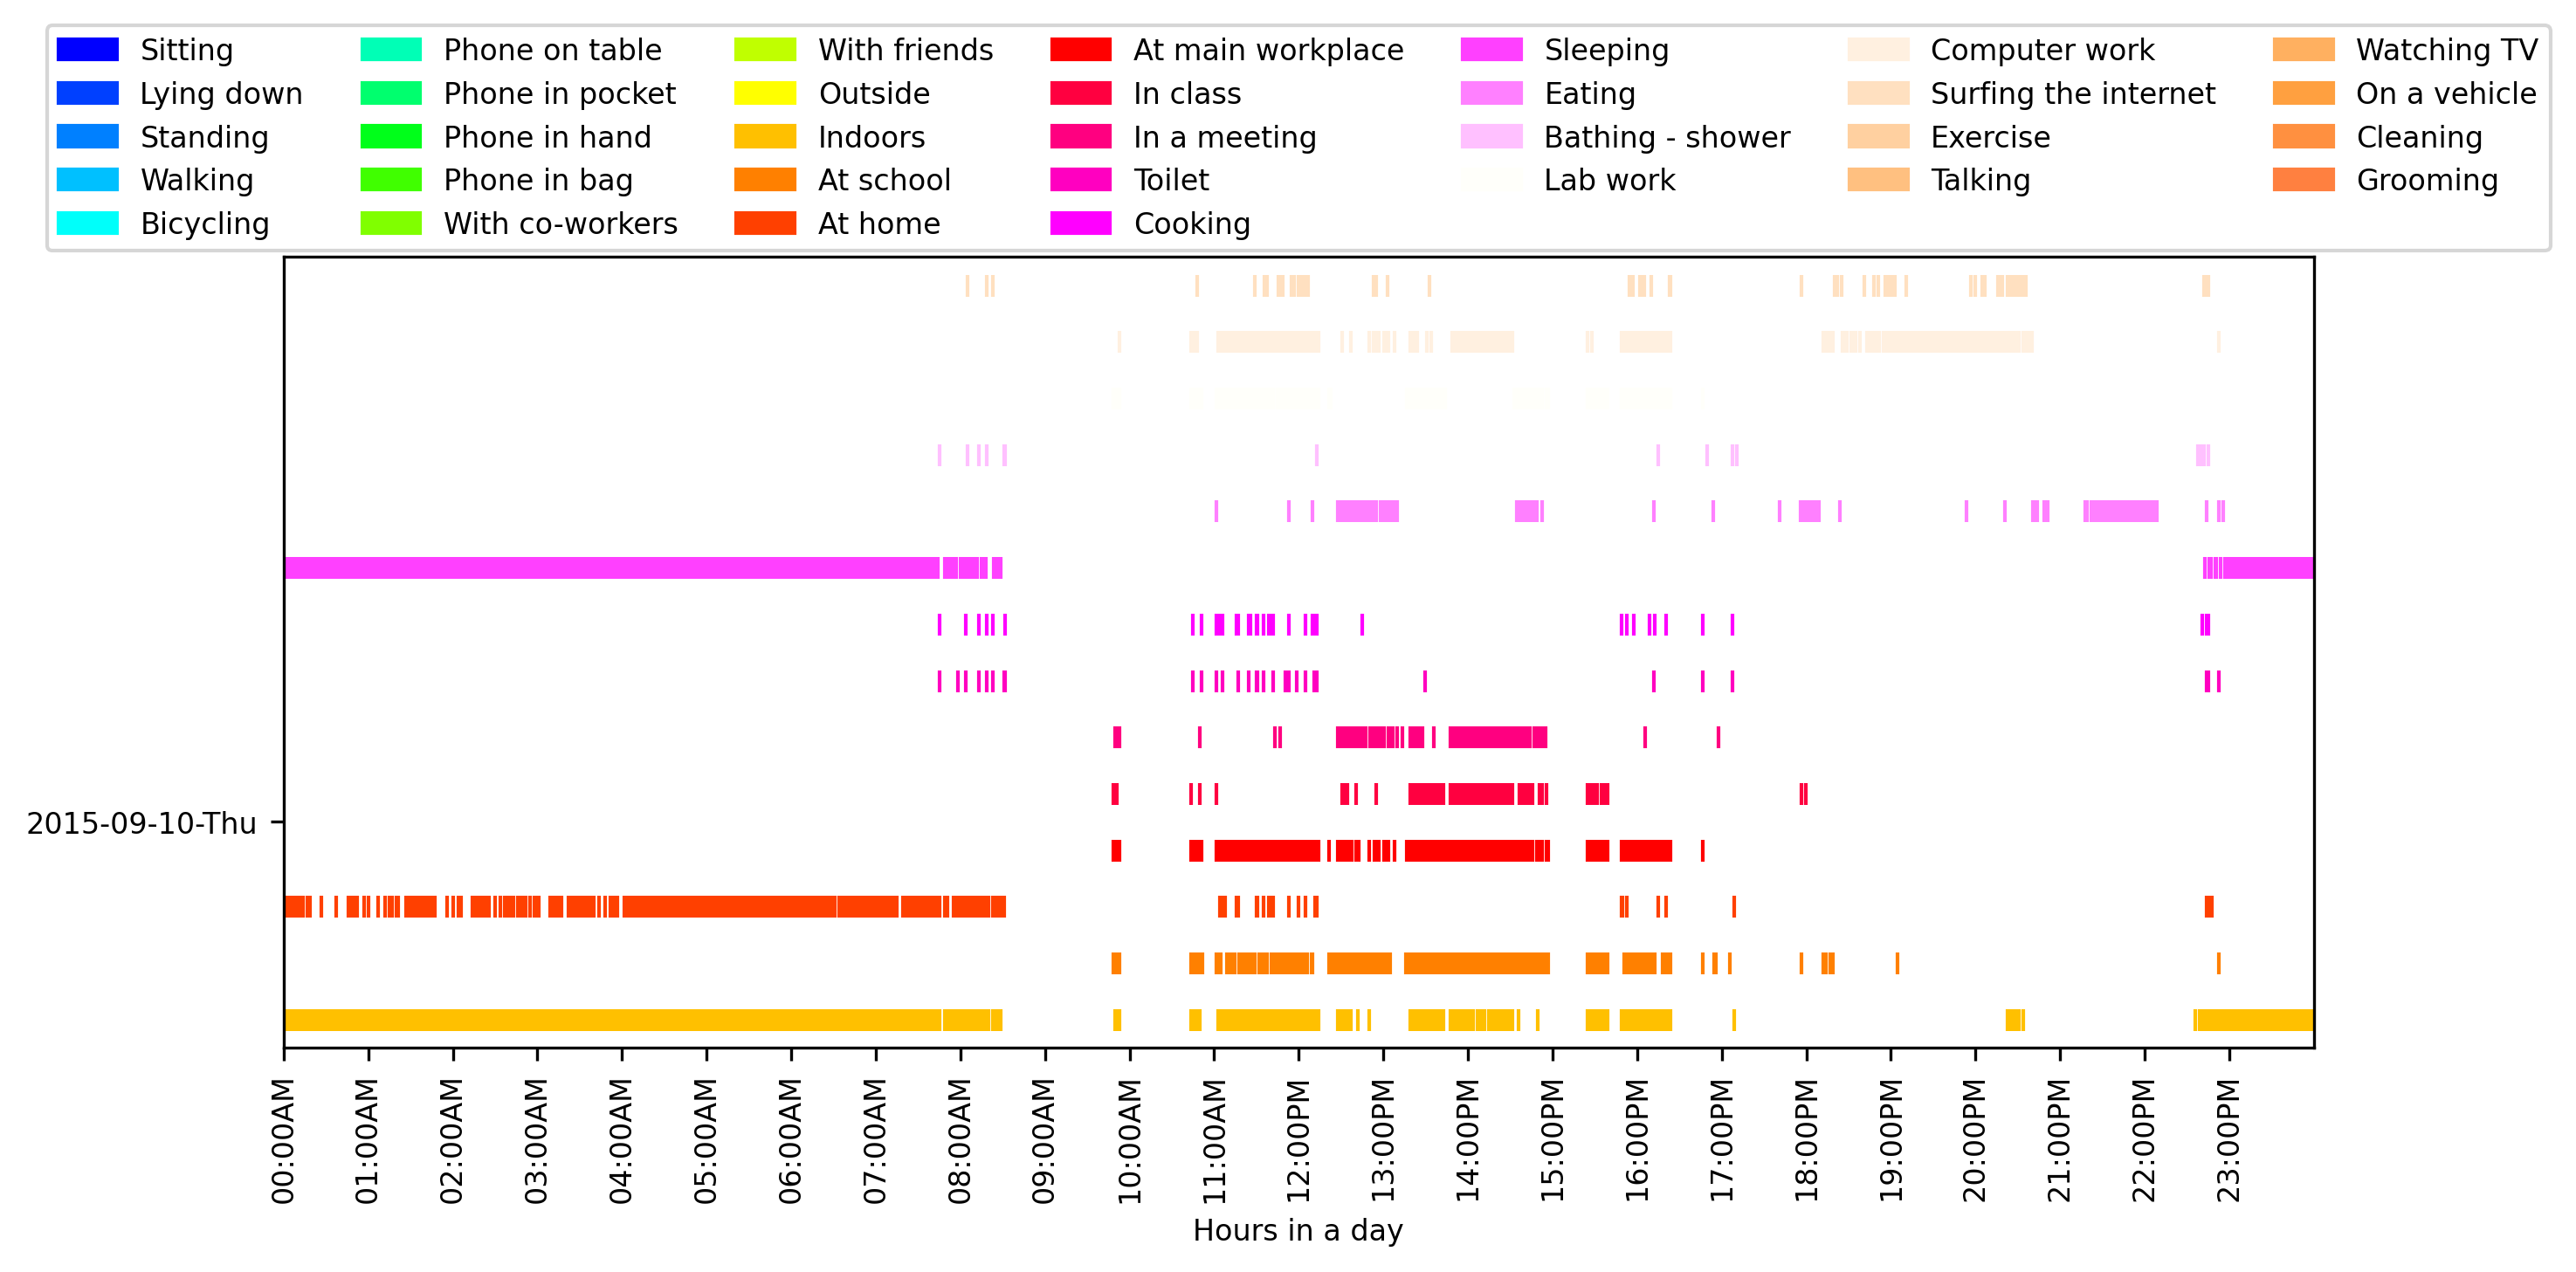 Sitting
Lying down
Standing
Walking
Bicycling
Phone on table
Phone in pocket
Phone in hand
Phone in bag
With co-workers
With friends
Outside
Indoors
At school
At home
At main workplace
In class
In a meeting
Toilet
Cooking
Sleeping
Eating
Bathing - shower
Lab work
Computer work
Surfing the internet
Exercise
Talking
Watching TV
On a vehicle
Cleaning
Grooming
2015-09-10-Thu
00:00AM
01:00AM
02:00AM
03:00AM
04:00AM
05:00AM
06:00AM
07:00AM
08:00AM
09:00AM
10:00AM
11:00AM
12:00PM
13:00PM
14:00PM
15:00PM
16:00PM
17:00PM
18:00PM
19:00PM
20:00PM
21:00PM
22:00PM
23:00PM
Hours in a day